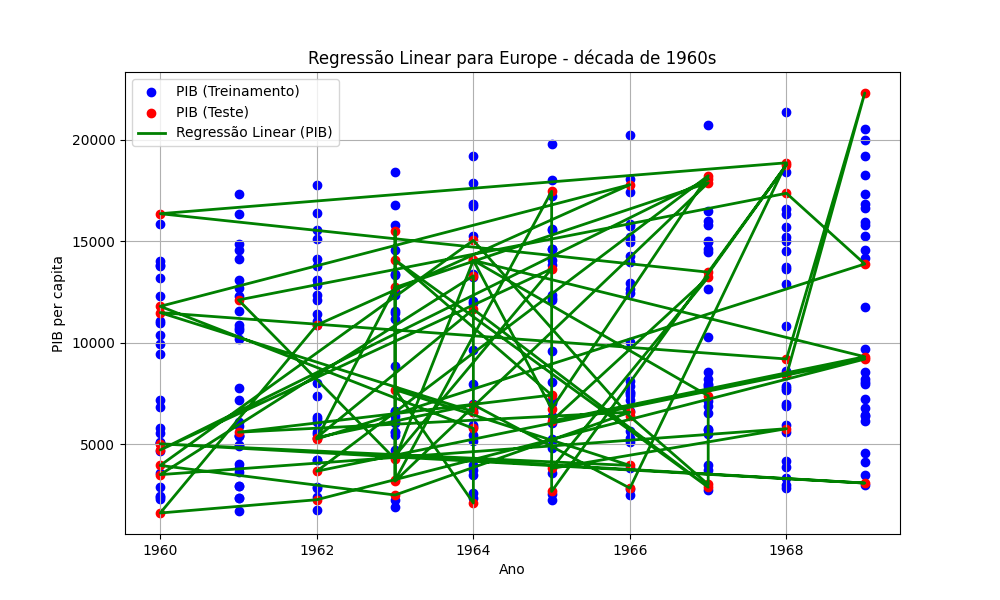 Regressão Linear para Europe - década de 1960s
PIB (Treinamento)
PIB (Teste)
Regressão Linear (PIB)
PIB per capita
20000
15000
10000
5000
1960
1962
1964
1966
1968
Ano